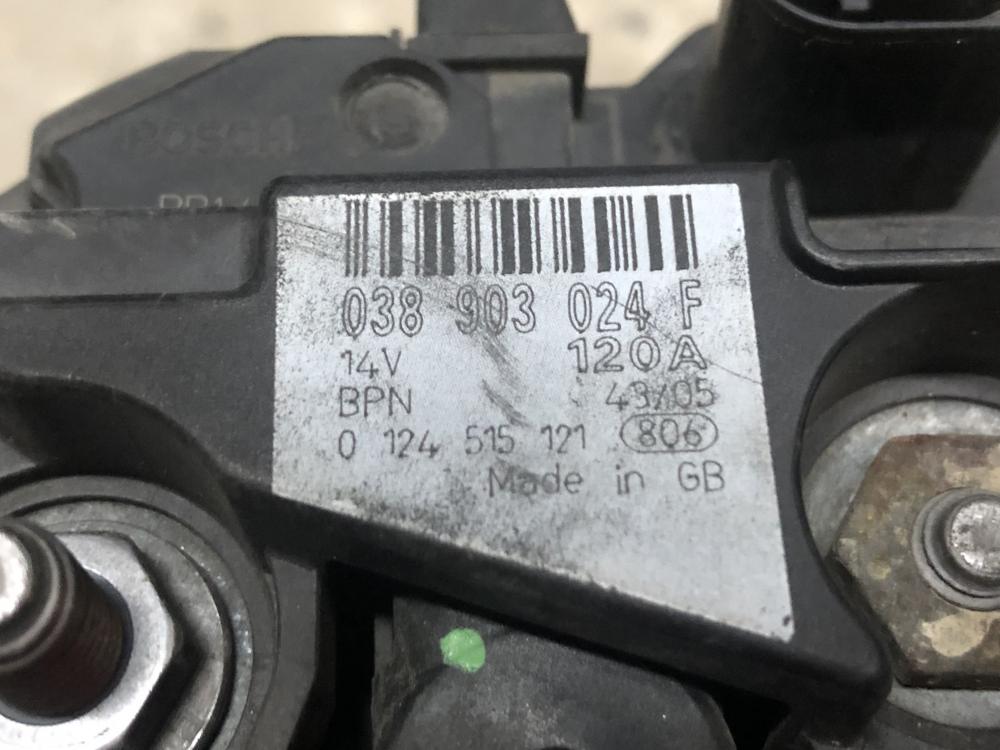 BOSCH
038 903 024 F
14V 120A
BPN 43/05
0 124 515 121 806
Made in GB